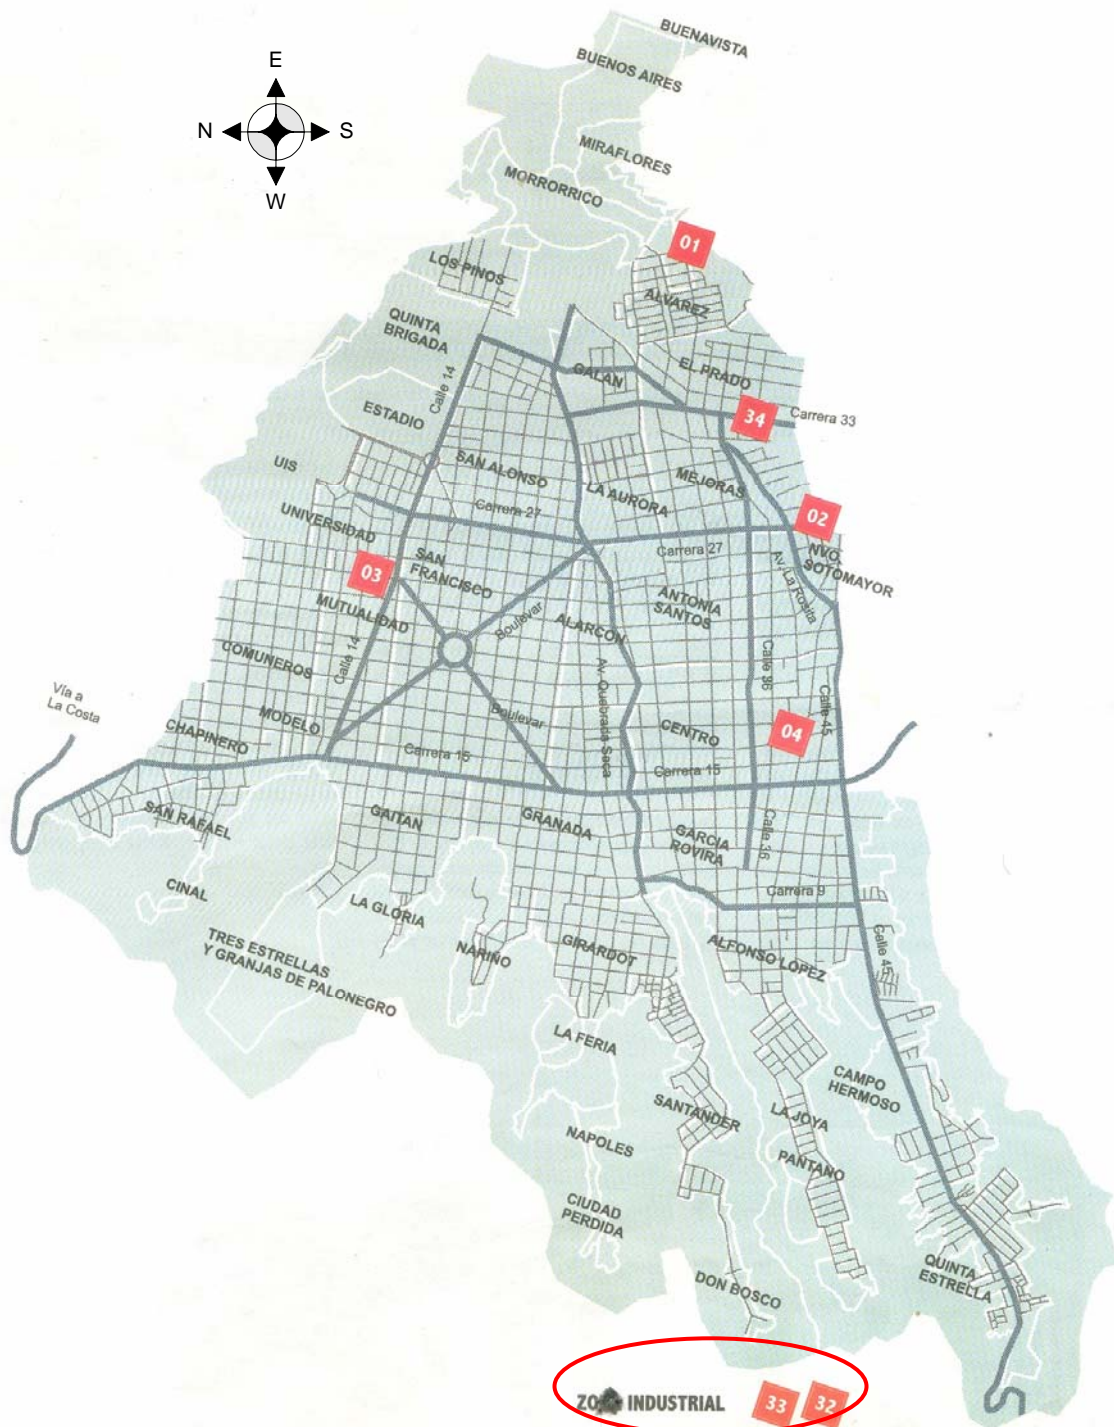 BUENAVISTA
BUENOS AIRES
E
N
S
W
MIRAFLORES
MORRORRICO
01
LOS PINOS
ALVAREZ
QUINTA
BRIGADA
GALAN
EL PRADO
Calle 14
34
Carrera 33
ESTADIO
UIS
SAN ALONSO
MEJORAS
LA AURORA
Carrera 27
02
UNIVERSIDAD
Carrera 27
NVO.
SOTOMAYOR
Av. La Rosita
03
SAN
FRANCISCO
ANTONIA
SANTOS
MUTUALIDAD
Boulevar
ALARCON
COMUNEROS
Calle 14
Av. Quebrada Seca
Calle 36
Calle 45
Vía a
La Costa
MODELO
Boulevar
CENTRO
04
CHAPINERO
Carrera 15
Carrera 15
SAN RAFAEL
GAITAN
GRANADA
GARCIA
ROVIRA
Calle 36
CINAL
Carrera 9
LA GLORIA
NARIÑO
GIRARDOT
ALFONSO LOPEZ
Calle 45
TRES ESTRELLAS
Y GRANJAS DE PALONEGRO
LA FERIA
CAMPO
HERMOSO
SANTANDER
LA JOYA
NAPOLES
PANTANO
CIUDAD
PERDIDA
QUINTA
ESTRELLA
DON BOSCO
INDUSTRIAL
33
32